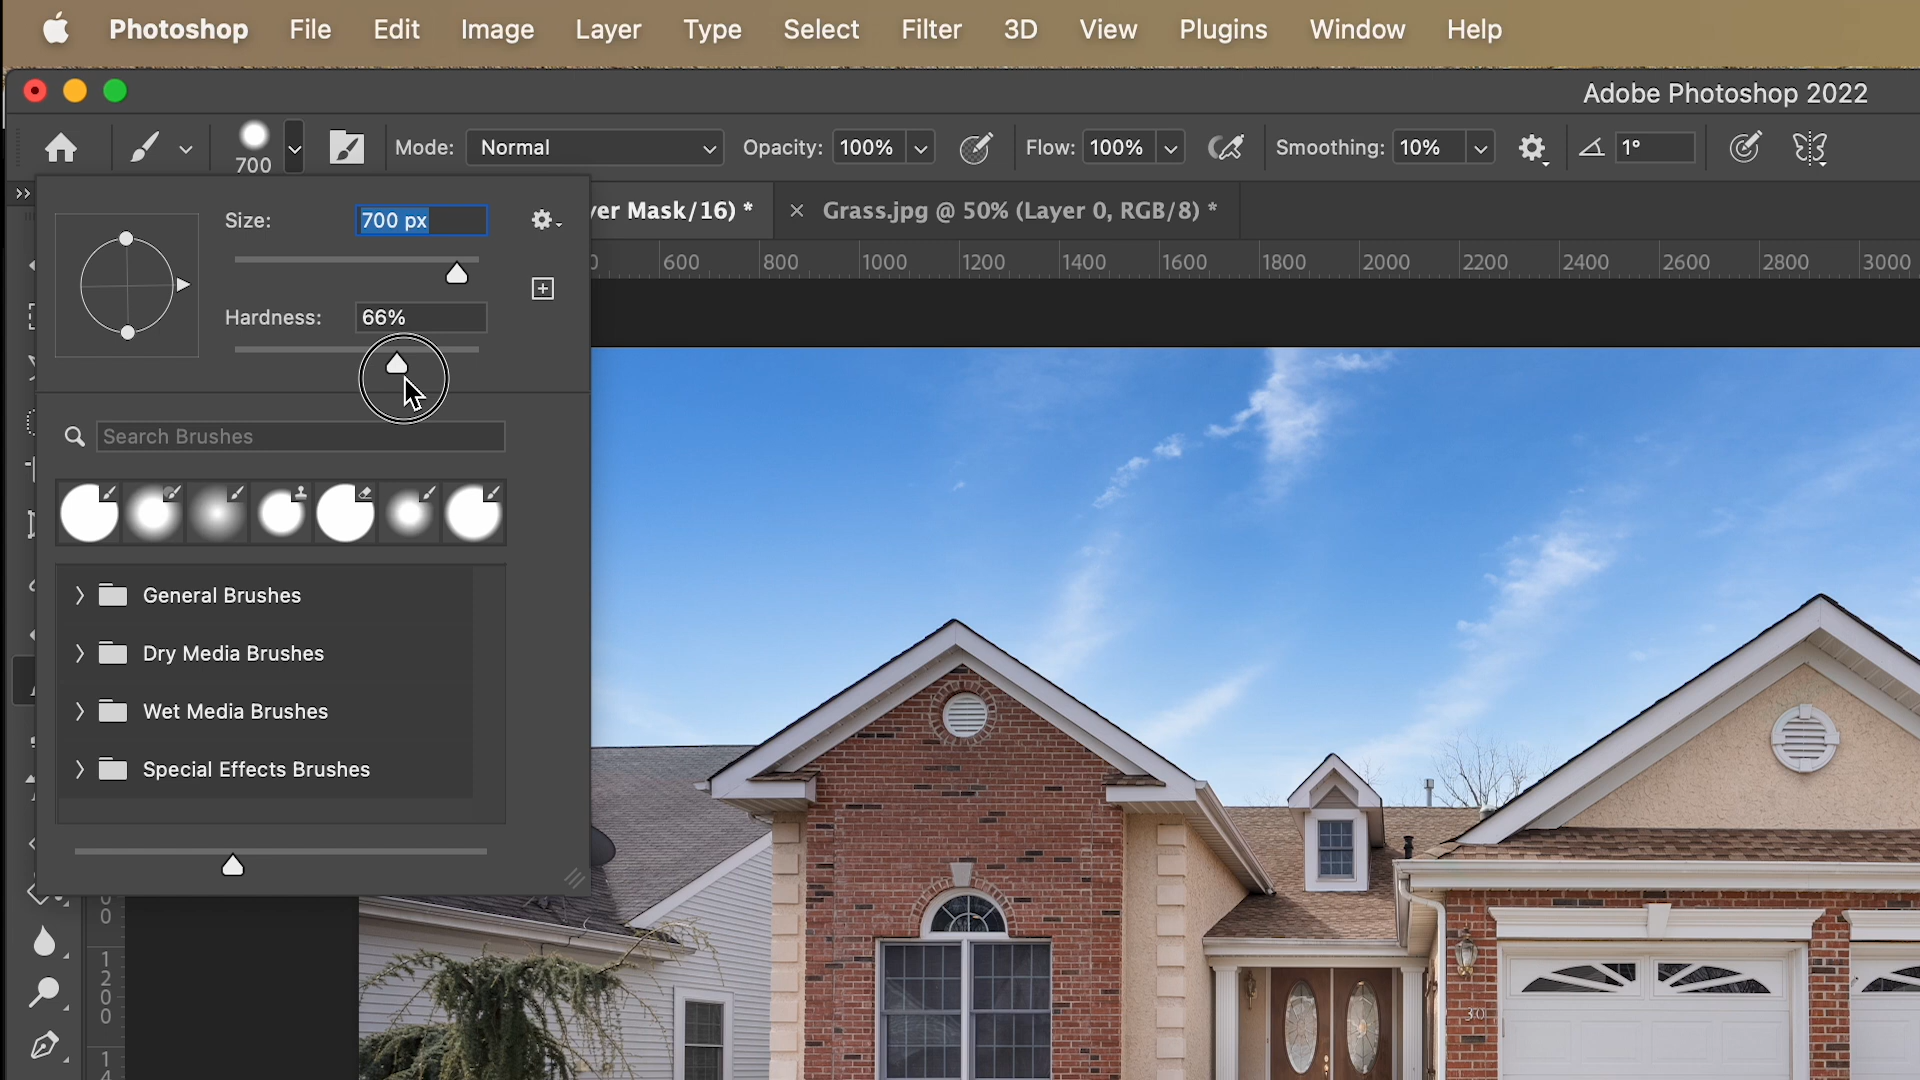 Photoshop File Edit Image Layer Type Select Filter 3D View Plugins Window Help
Adobe Photoshop 2022
700 Mode: Normal Opacity: 100% Flow: 100% Smoothing: 10% 1°
Size: 700 px
er Mask/16) * × Grass.jpg @ 50% (Layer 0, RGB/8) *
600 800 1000 1200 1400 1600 1800 2000 2200 2400 2600 2800 3000
Hardness: 66%
Search Brushes
General Brushes
Dry Media Brushes
Wet Media Brushes
Special Effects Brushes
1200
30